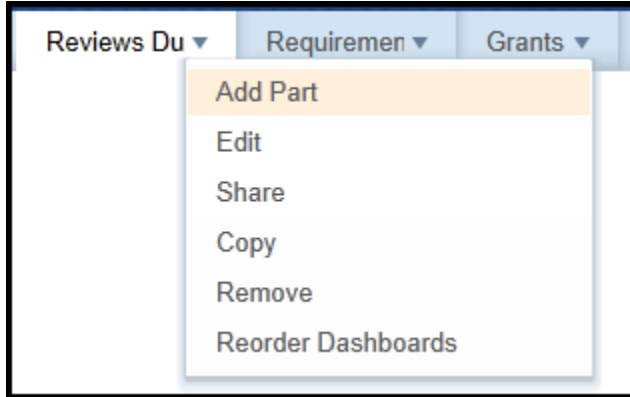 Reviews Du Requiremen Grants
Add Part
Edit
Share
Copy
Remove
Reorder Dashboards